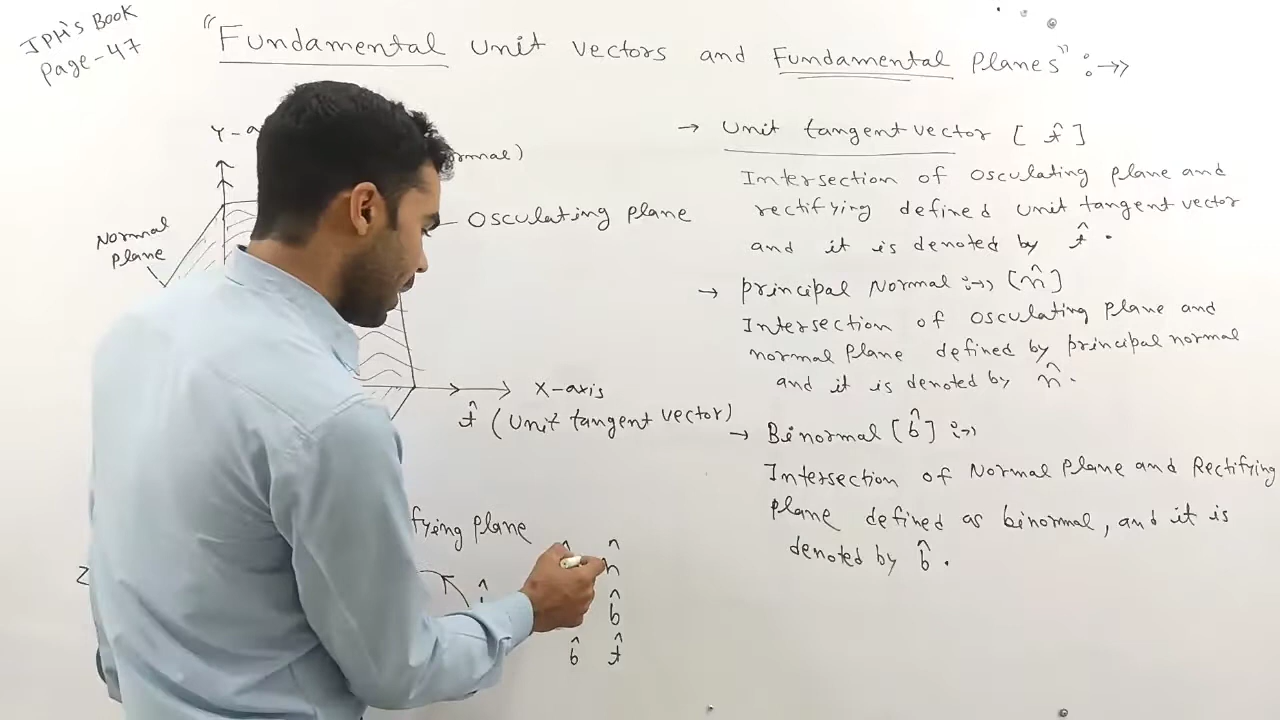 JPH's Book
Page-47
"Fundamental unit vectors and Fundamental Planes" :→>
Y-a
normal)
Osculating plane
Normal
plane
X-axis
t̂ (Unit tangent vector)
fying plane
Z
n̂
b̂
b̂ t̂
→ Unit tangent vector [ t̂ ]
Intersection of Osculating plane and
rectifying defined unit tangent vector
and it is denoted by t̂ .
→ principal Normal :→> [n̂]
Intersection of Osculating plane and
normal plane defined by principal normal
and it is denoted by n̂ .
→ Binormal [b̂] :→>
Intersection of Normal Plane and Rectifying
plane defined as binormal, and it is
denoted by b̂ .